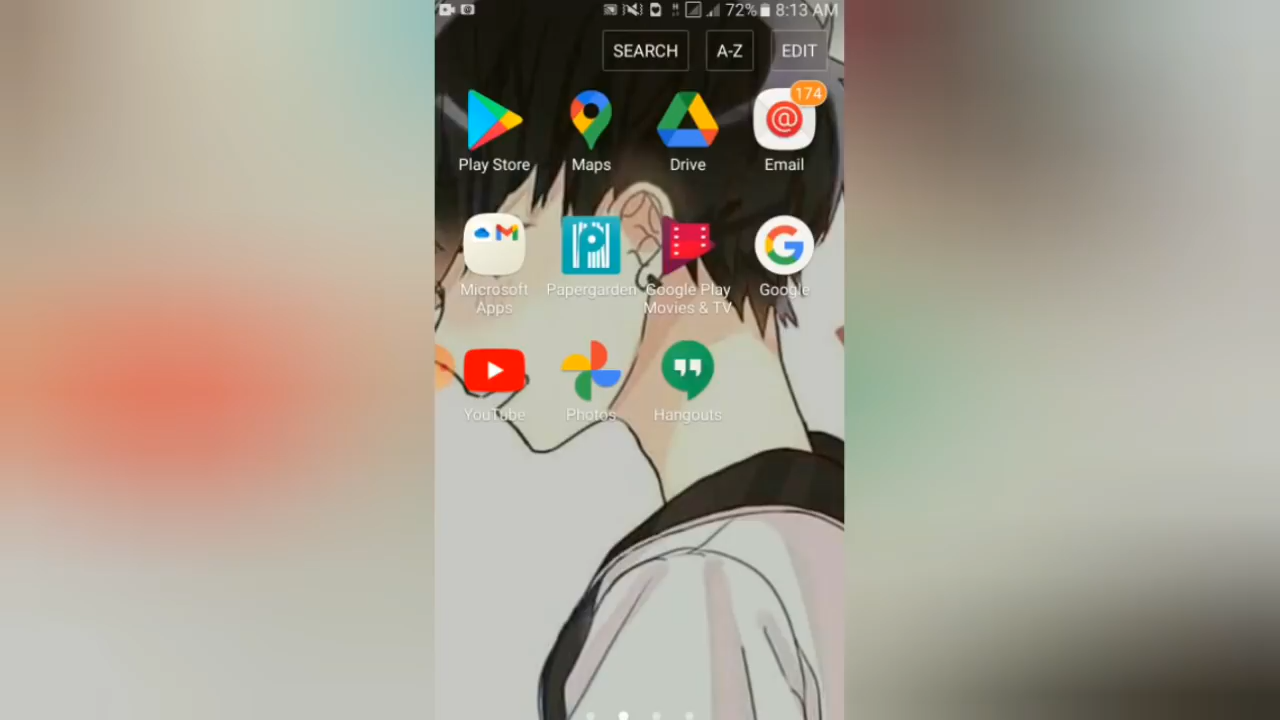 72% 8:13 AM
SEARCH A-Z EDIT
174
Play Store Maps Drive Email
Microsoft Apps Papergarden Google Play Movies & TV Google
YouTube Photos Hangouts